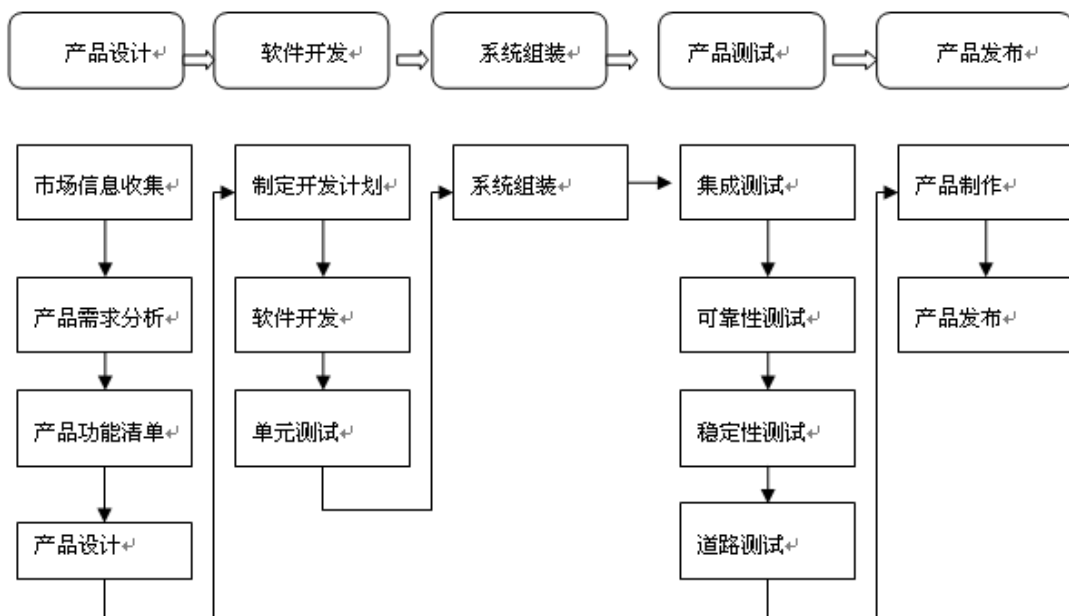 产品设计
软件开发
系统组装
产品测试
产品发布
市场信息收集
产品需求分析
产品功能清单
产品设计
制定开发计划
软件开发
单元测试
系统组装
集成测试
可靠性测试
稳定性测试
道路测试
产品制作
产品发布